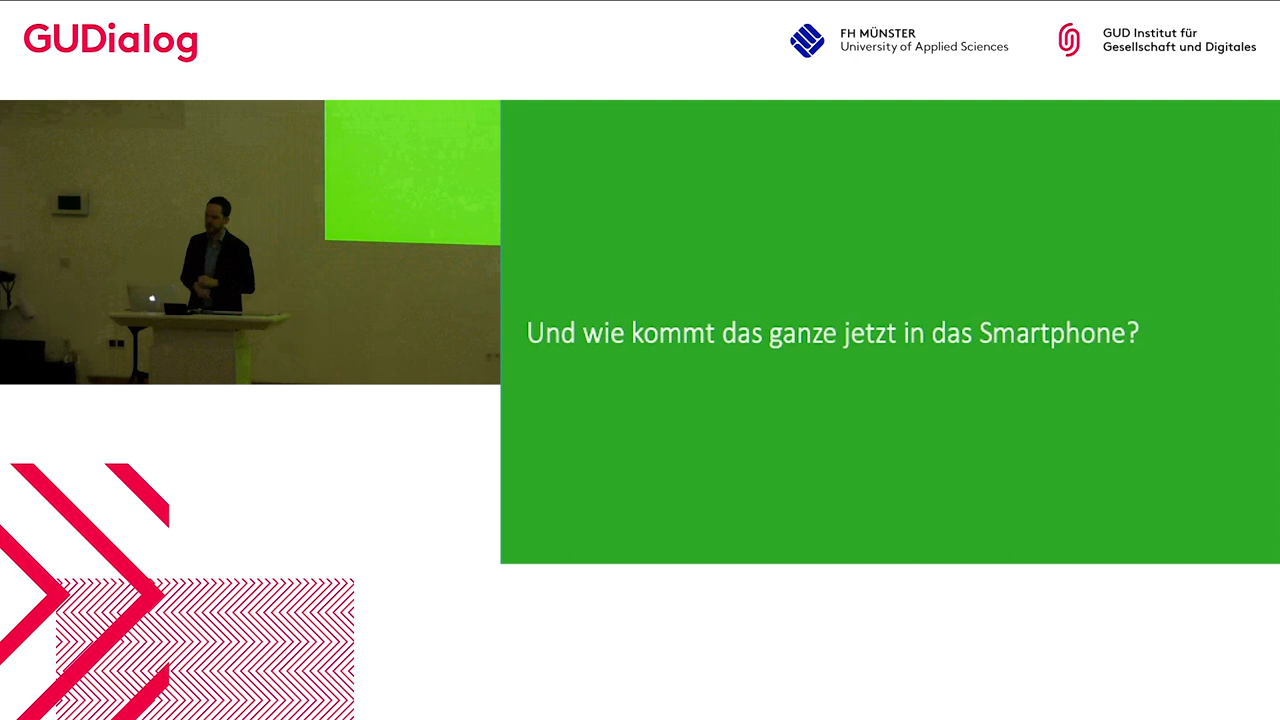 GUDialog
FH MÜNSTER
University of Applied Sciences
GUD Institut für
Gesellschaft und Digitales
Und wie kommt das ganze jetzt in das Smartphone?